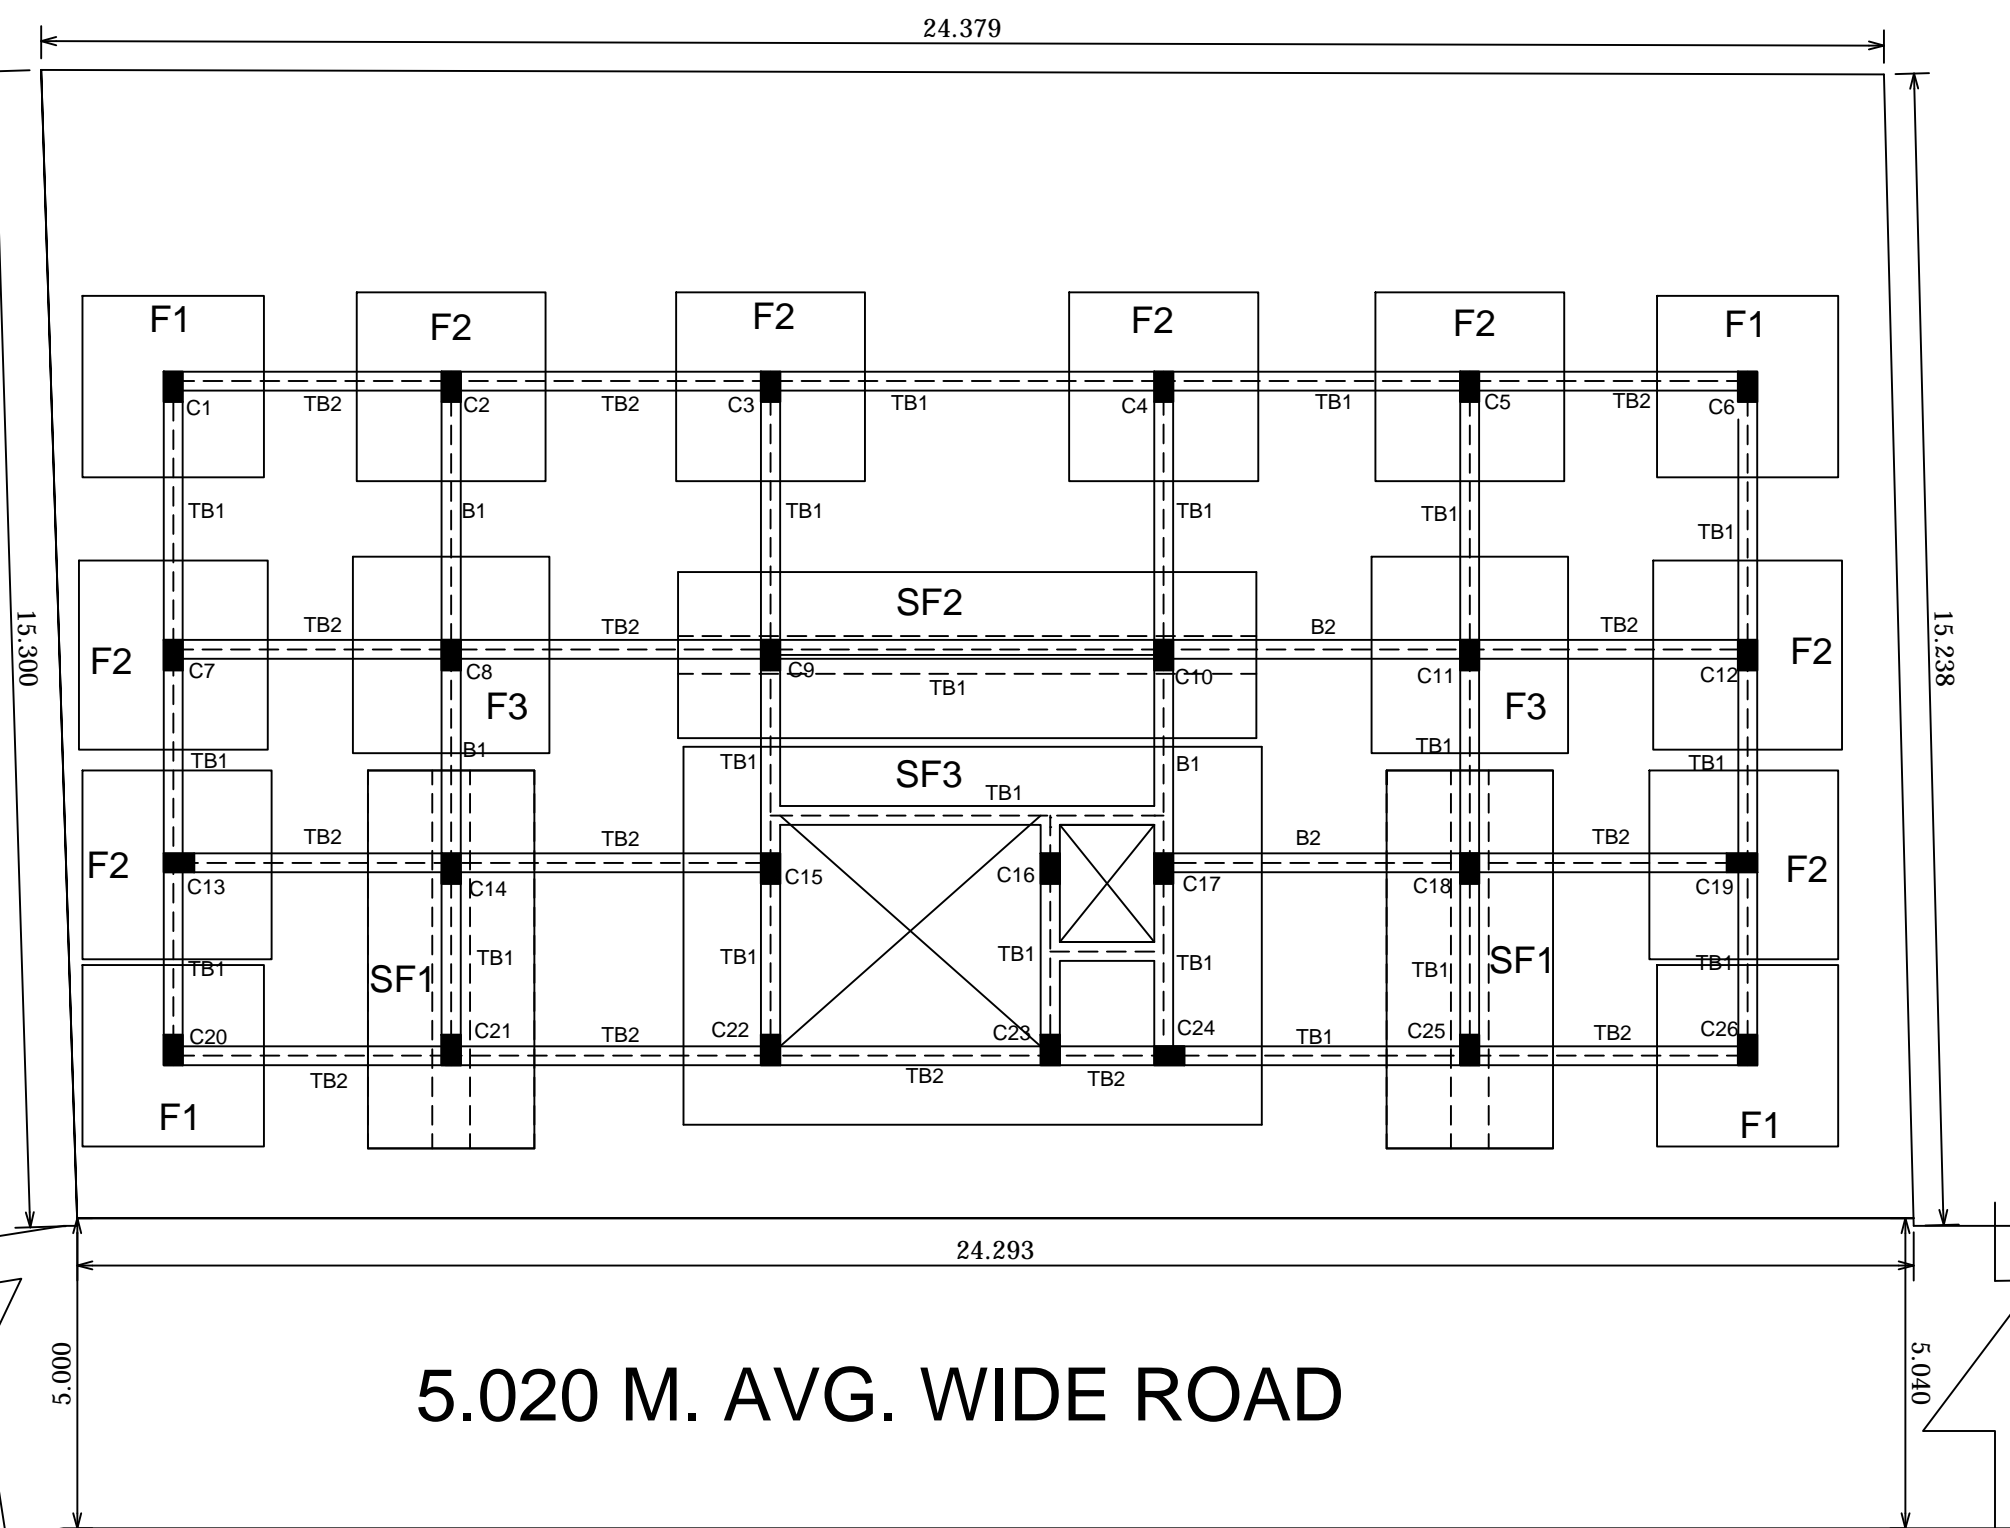 24.379
F1 F2 F2 F2 F2 F1
C1 TB2 C2 TB2 C3 TB1 C4 TB1 C5 TB2 C6
TB1 B1 TB1 TB1 TB1 TB1
15.300 SF2 15.238
TB2 TB2 B2 TB2
F2 C7 C8 C9 TB1 C10 C11 C12 F2
F3 F3
TB1 B1 TB1 B1 TB1 TB1
SF3
TB1
TB2 TB2 B2 TB2
F2 C13 C14 C15 C16 C17 C18 C19 F2
TB1 SF1 TB1 TB1 TB1 TB1 TB1 SF1 TB1
C20 C21 TB2 C22 C23 C24 TB1 C25 TB2 C26
TB2 TB2 TB2
F1 F1
24.293
5.000 5.040
5.020 M. AVG. WIDE ROAD